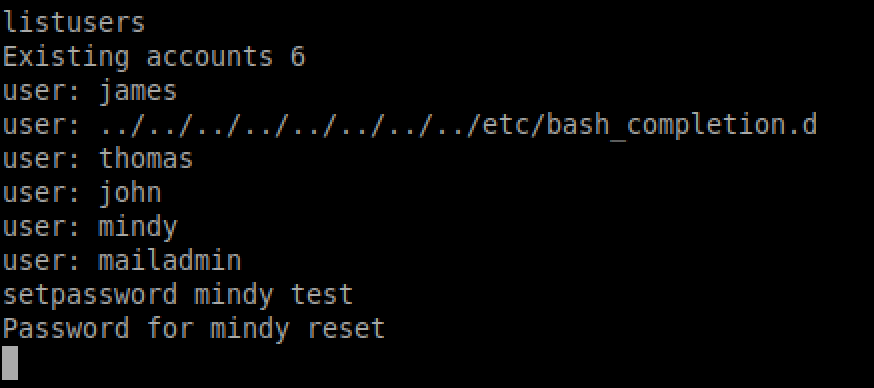 listusers
Existing accounts 6
user: james
user: ../../../../../../../../etc/bash_completion.d
user: thomas
user: john
user: mindy
user: mailadmin
setpassword mindy test
Password for mindy reset